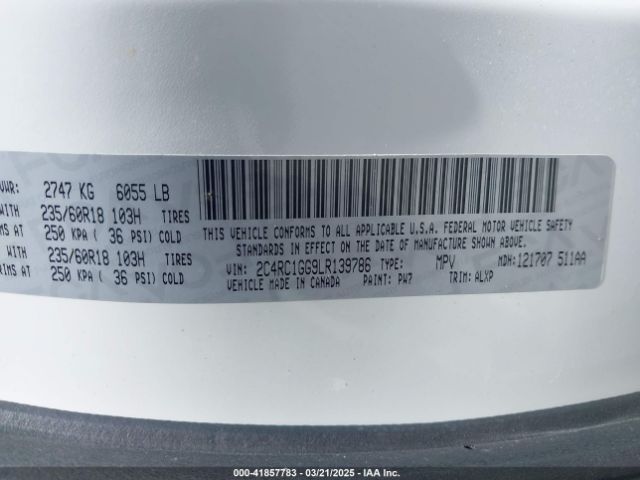 VWR: 2747 KG 6055 LB
WITH 235/60R18 103H TIRES
RIMS AT 250 KPA ( 36 PSI) COLD
WITH 235/60R18 103H TIRES
RIMS AT 250 KPA ( 36 PSI) COLD
THIS VEHICLE CONFORMS TO ALL APPLICABLE U.S.A. FEDERAL MOTOR VEHICLE SAFETY
STANDARDS IN EFFECT ON THE DATE OF MANUFACTURE SHOWN ABOVE.
VIN: 2C4RC1GG9LR139786 TYPE: MPV MDH: 121707 511AA
VEHICLE MADE IN CANADA PAINT: PW7 TRIM: ALXP
000-41857783 — 03/21/2025 — IAA Inc.